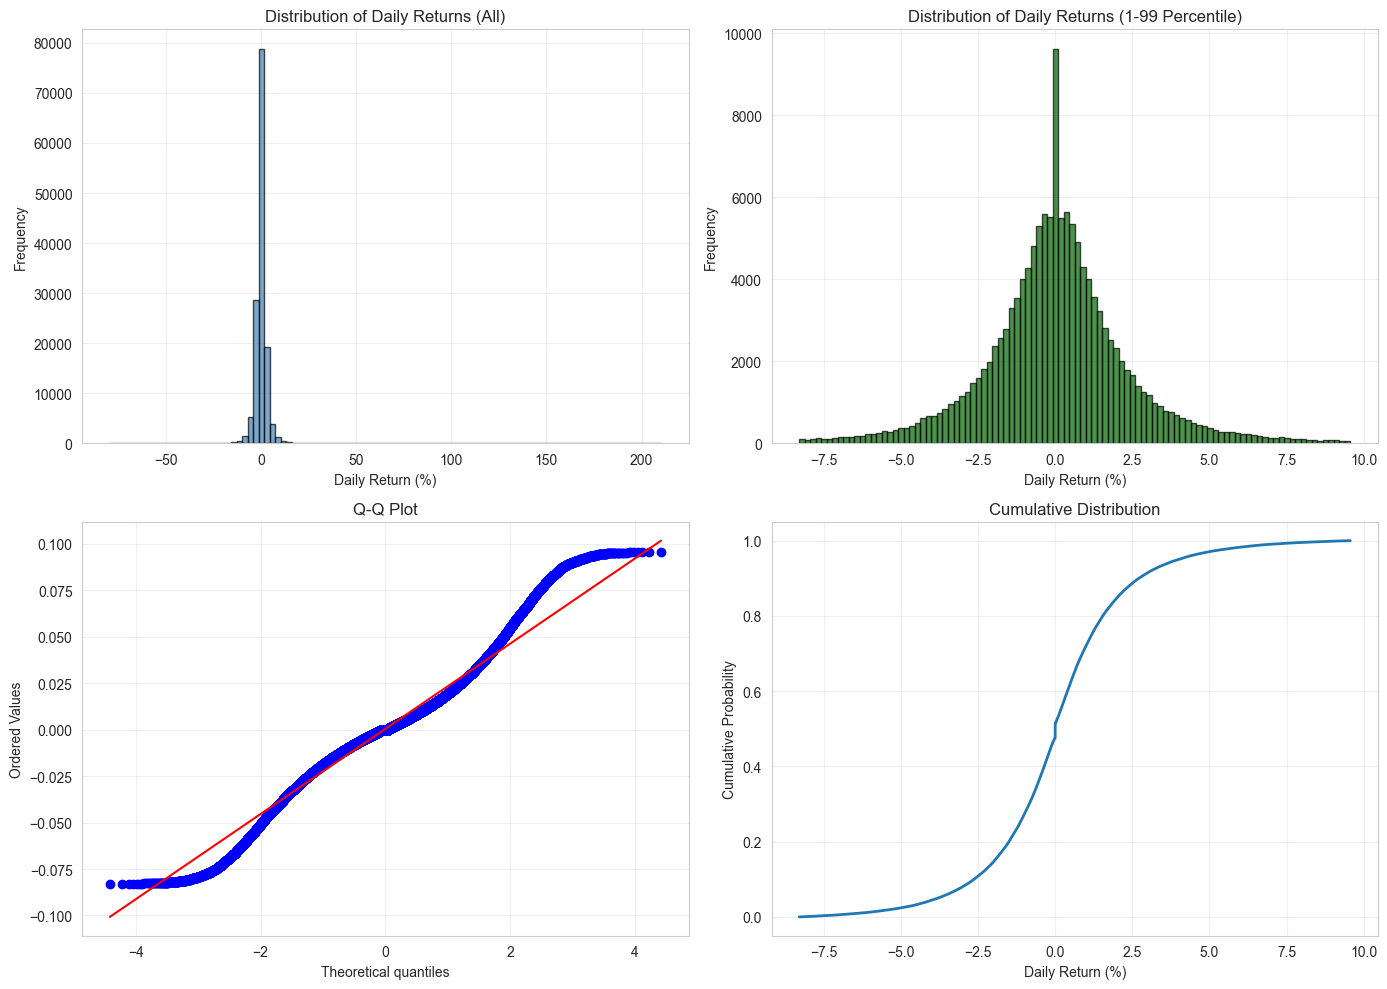 Distribution of Daily Returns (All)
80000
70000
60000
50000
40000
30000
20000
10000
0
Frequency
−50 0 50 100 150 200
Daily Return (%)
Distribution of Daily Returns (1-99 Percentile)
10000
8000
6000
4000
2000
0
Frequency
−7.5 −5.0 −2.5 0.0 2.5 5.0 7.5 10.0
Daily Return (%)
Q-Q Plot
0.100
0.075
0.050
0.025
0.000
−0.025
−0.050
−0.075
−0.100
Ordered Values
−4 −2 0 2 4
Theoretical quantiles
Cumulative Distribution
1.0
0.8
0.6
0.4
0.2
0.0
Cumulative Probability
−7.5 −5.0 −2.5 0.0 2.5 5.0 7.5 10.0
Daily Return (%)